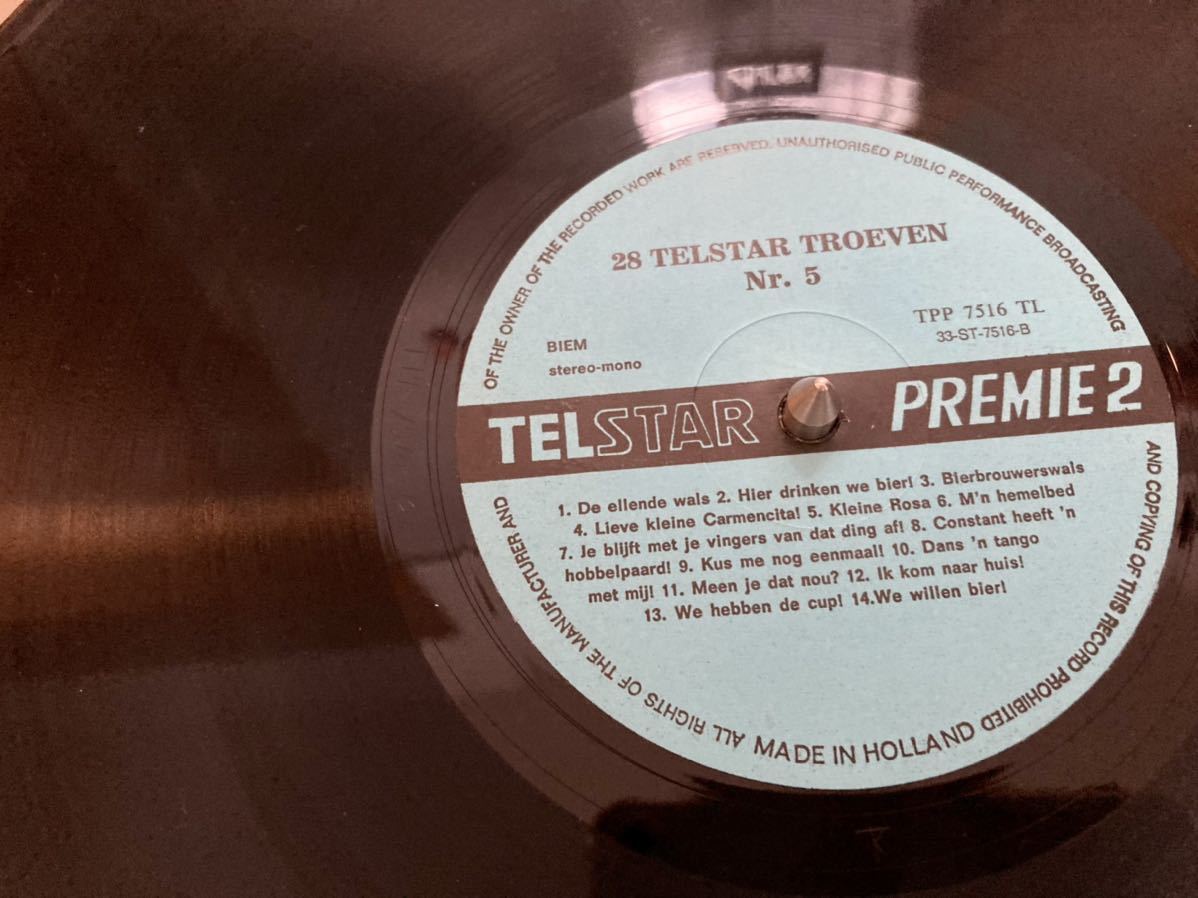 28 TELSTAR TROEVEN
Nr. 5
TPP 7516 TL
33-ST-7516-B
BIEM
stereo-mono
TELSTAR PREMIE 2
1. De ellende wals 2. Hier drinken we bier! 3. Bierbrouwerswals
4. Lieve kleine Carmencita! 5. Kleine Rosa 6. M'n hemelbed
7. Je blijft met je vingers van dat ding af! 8. Constant heeft 'n
hobbelpaard! 9. Kus me nog eenmaal! 10. Dans 'n tango
met mij! 11. Meen je dat nou? 12. Ik kom naar huis!
13. We hebben de cup! 14.We willen bier!
ALL RIGHTS OF THE MANUFACTURER AND OF THE OWNER OF THE RECORDED WORK ARE RESERVED. UNAUTHORISED PUBLIC PERFORMANCE BROADCASTING AND COPYING OF THIS RECORD PROHIBITED
MADE IN HOLLAND